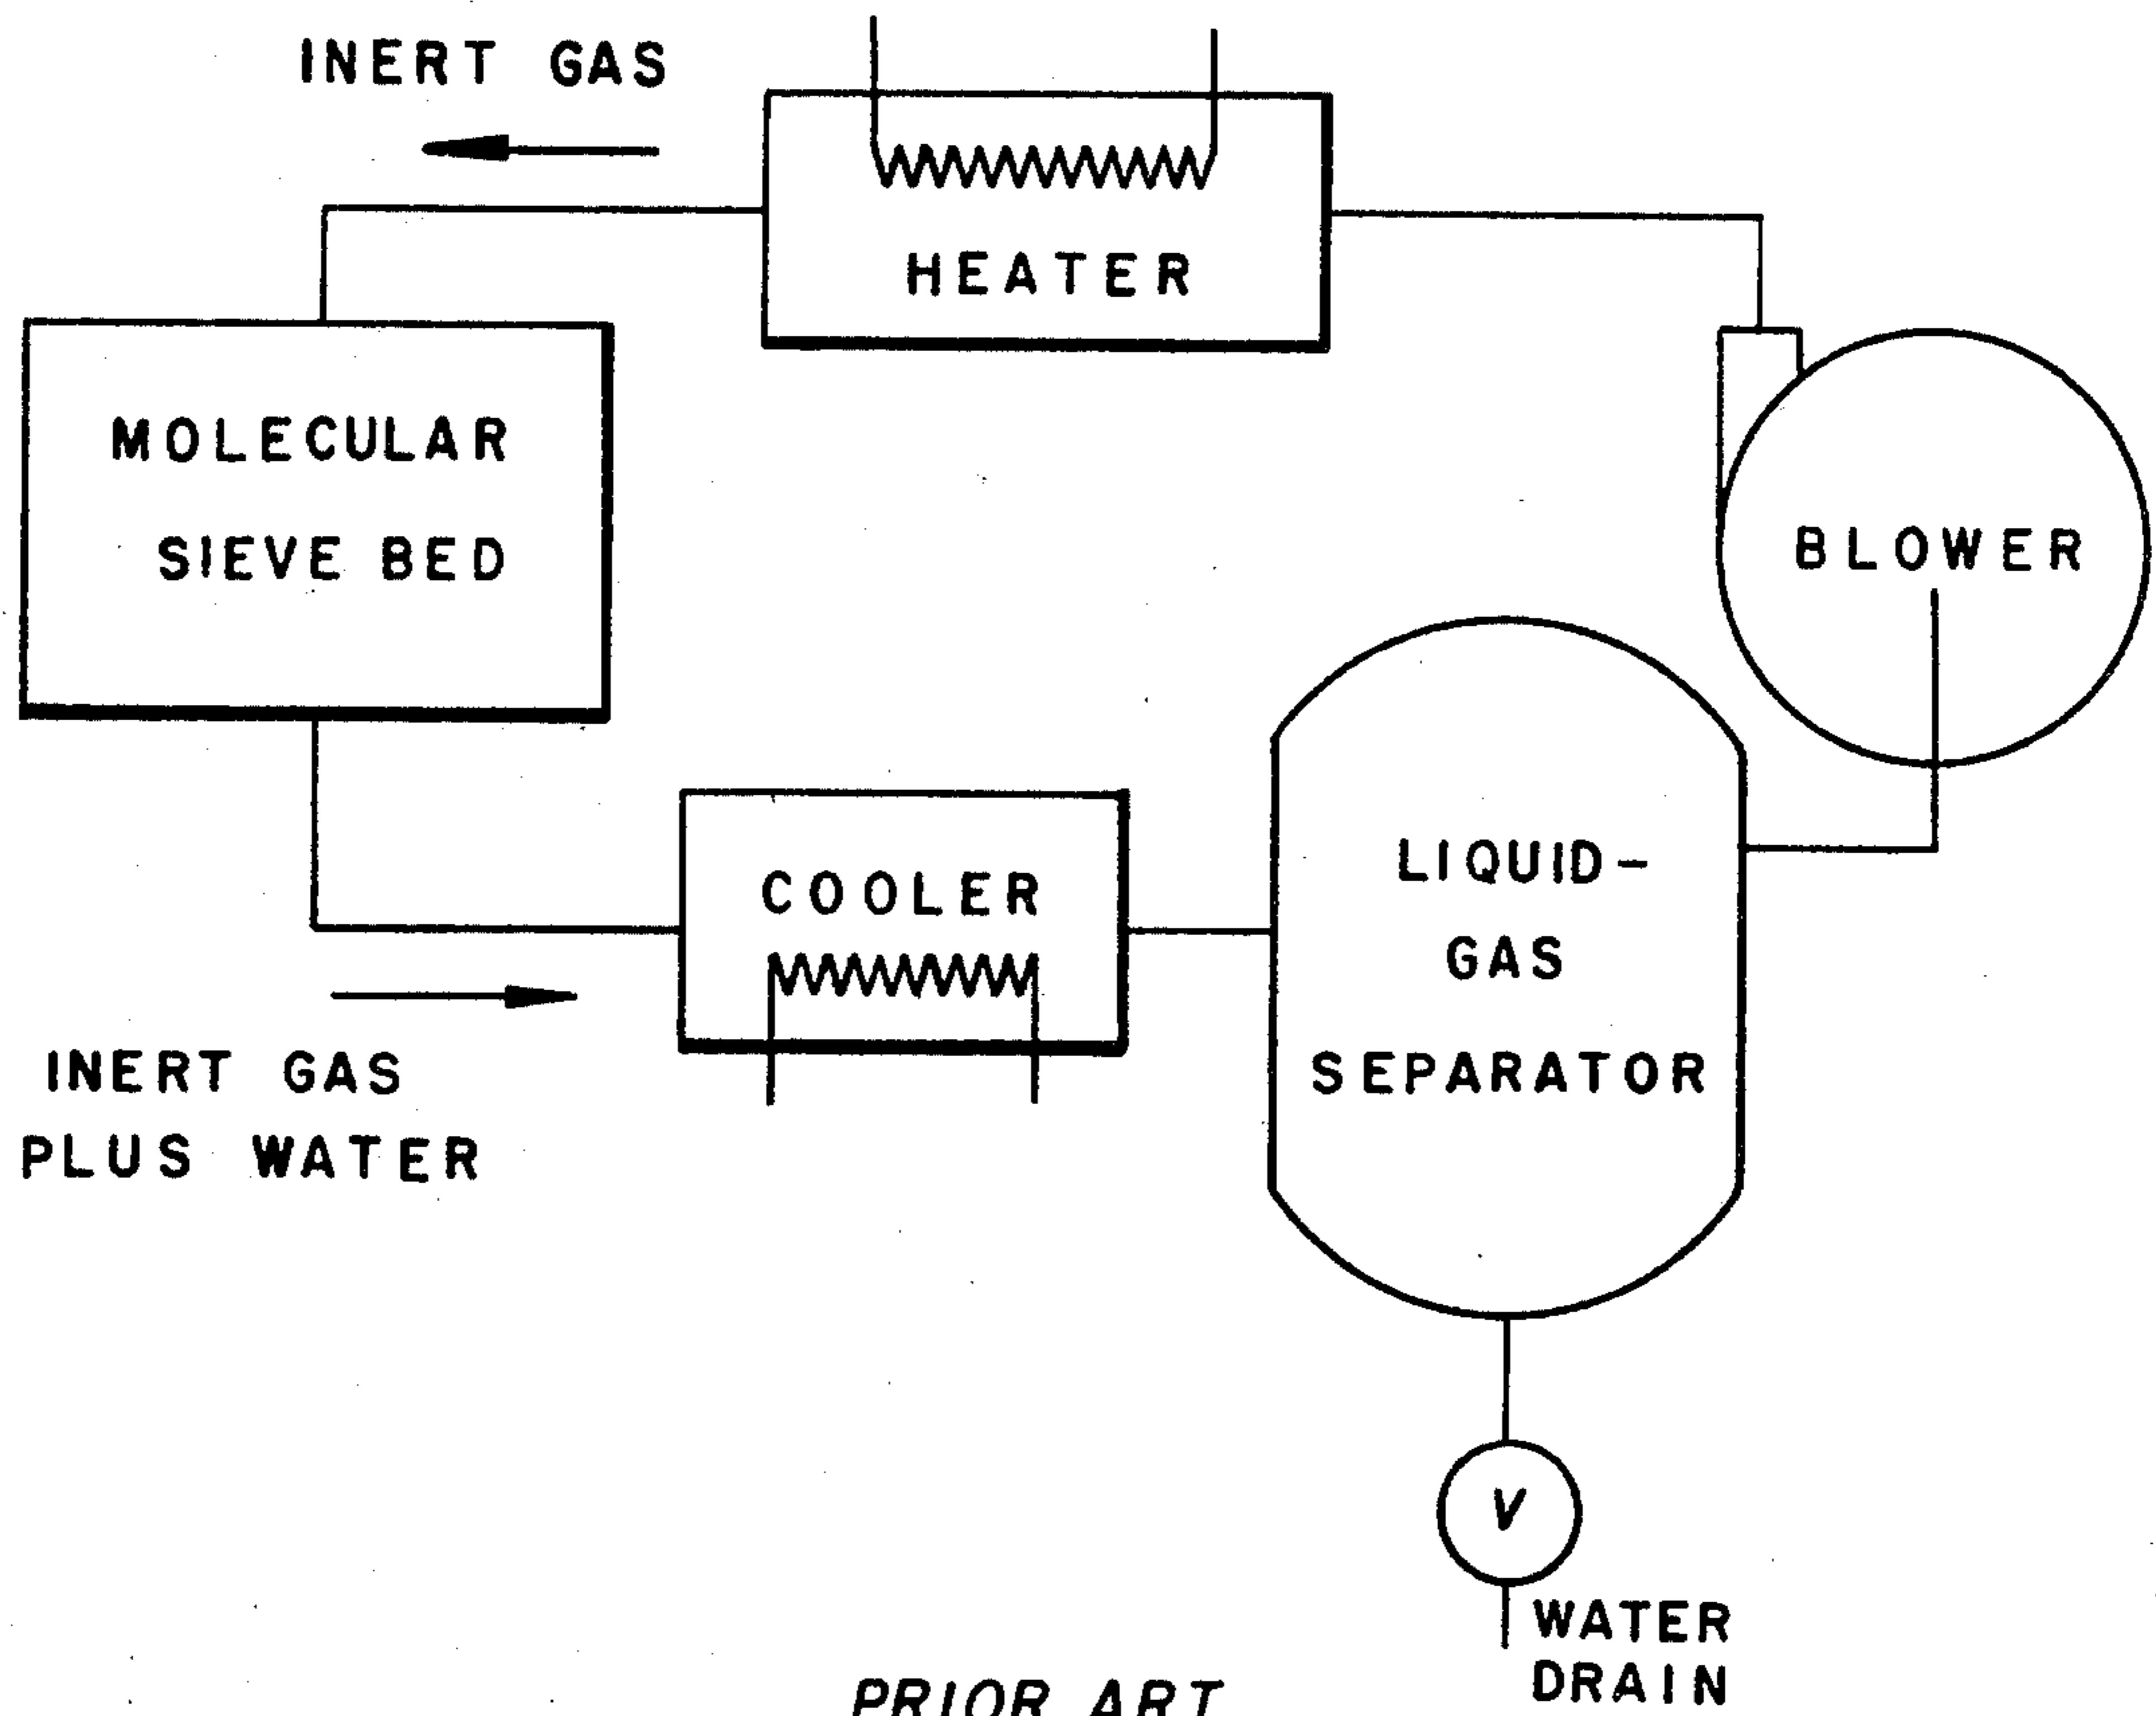 INERT GAS
HEATER
MOLECULAR
SIEVE BED
BLOWER
COOLER
LIQUID-
GAS
SEPARATOR
INERT GAS
PLUS WATER
V
WATER
DRAIN
PRIOR ART